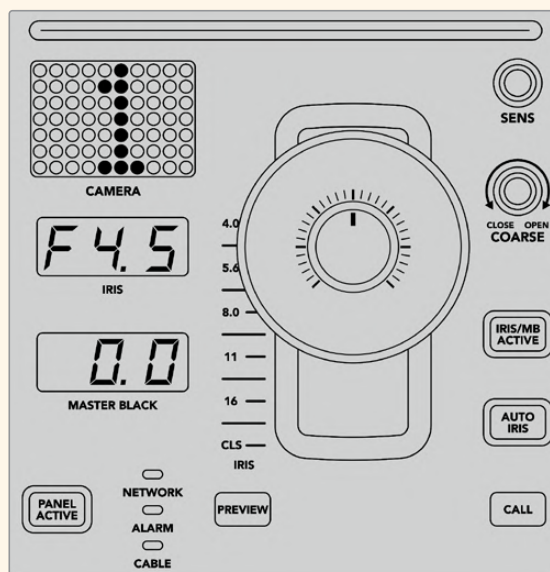 1
SENS
CAMERA
CLOSE OPEN
COARSE
4.0
F4.5
5.6
IRIS
8.0
IRIS/MB
ACTIVE
0.0
11
MASTER BLACK
16
AUTO
IRIS
CLS
IRIS
PANEL
ACTIVE
NETWORK
PREVIEW
CALL
ALARM
CABLE